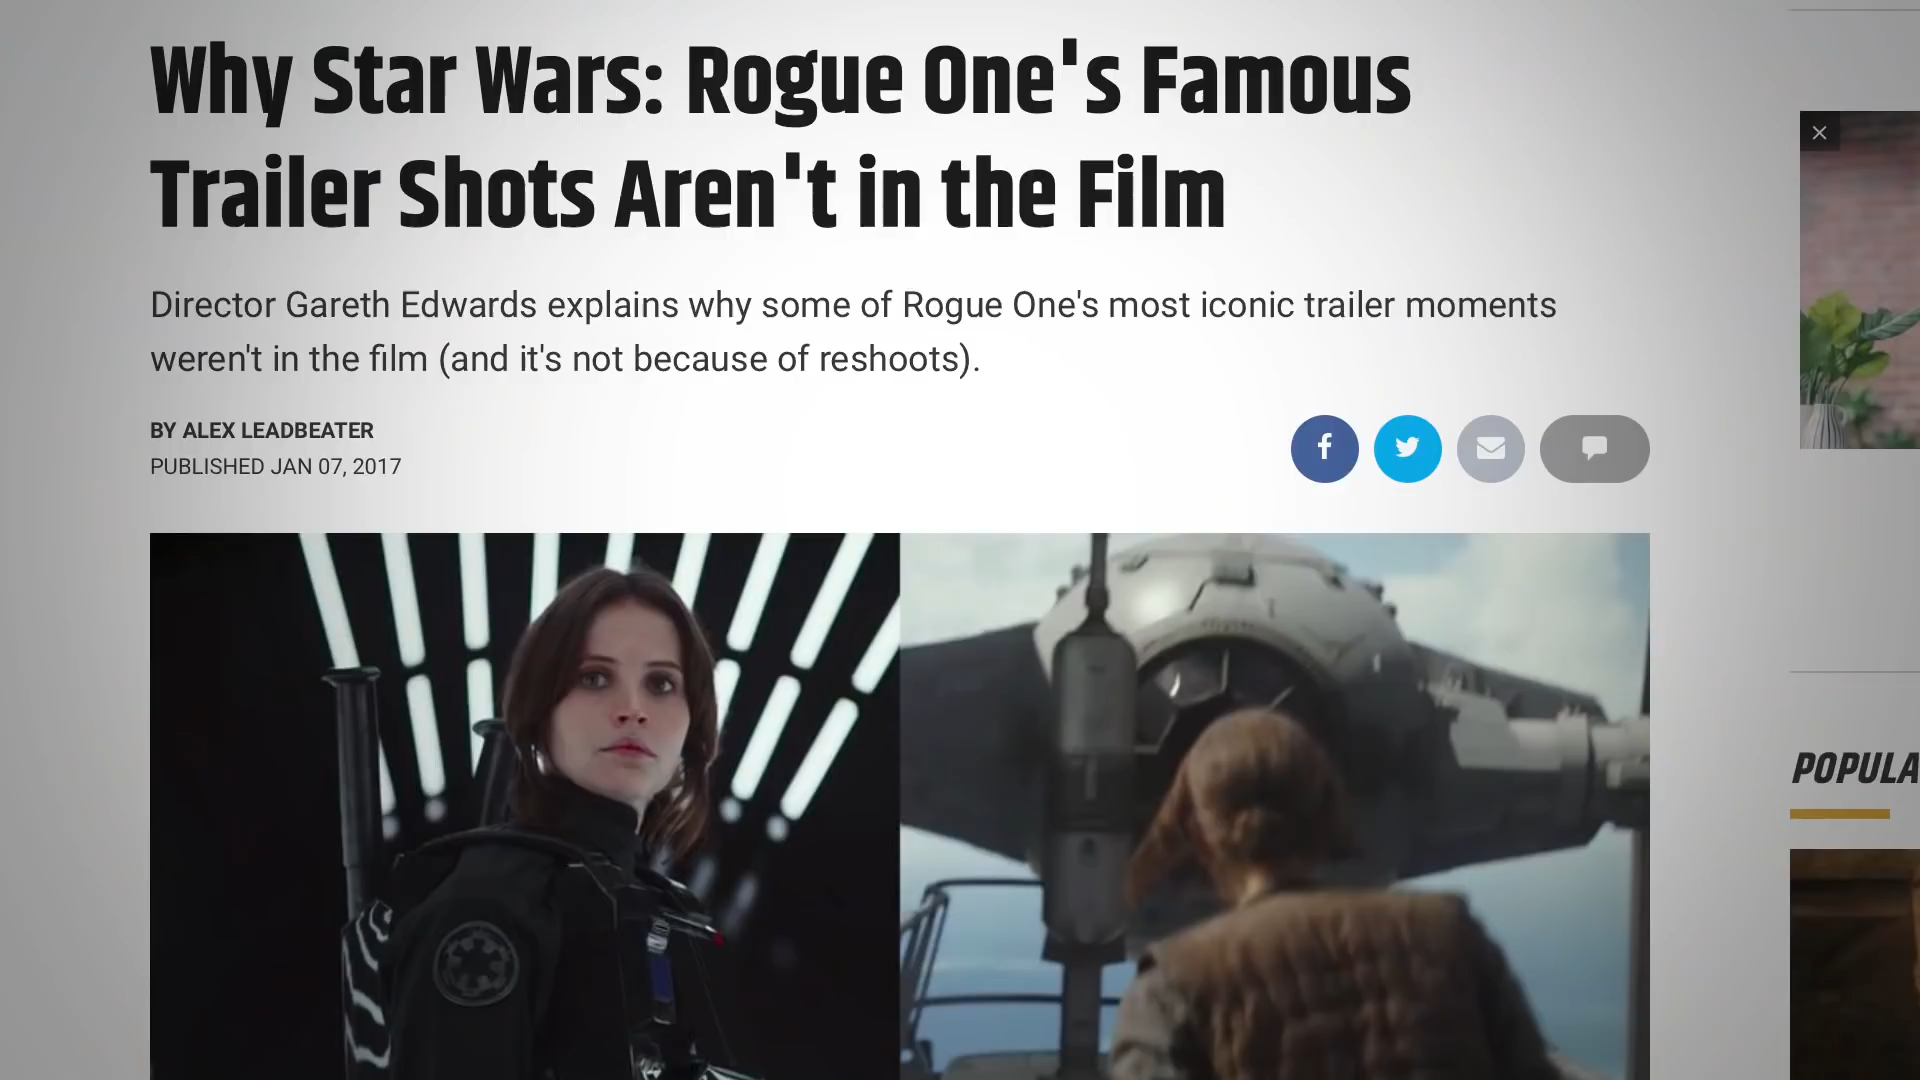 Why Star Wars: Rogue One's Famous
Trailer Shots Aren't in the Film
Director Gareth Edwards explains why some of Rogue One's most iconic trailer moments
weren't in the film (and it's not because of reshoots).
BY ALEX LEADBEATER
PUBLISHED JAN 07, 2017
POPULA